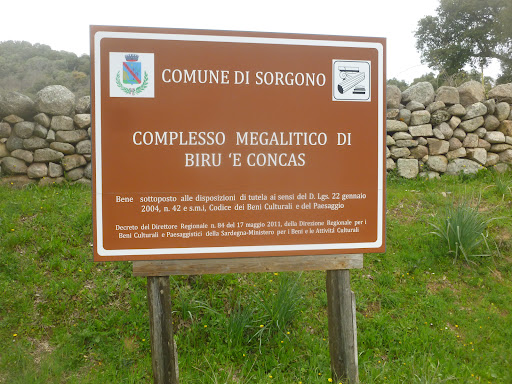 COMUNE DI SORGONO
COMPLESSO MEGALITICO DI
BIRU 'E CONCAS
Bene sottoposto alle disposizioni di tutela ai sensi del D. Lgs. 22 gennaio
2004, n. 42 e s.m.i, Codice dei Beni Culturali e del Paesaggio
Decreto del Direttore Regionale n. 84 del 17 maggio 2011, della Direzione Regionale per i
Beni Culturali e Paesaggistici della Sardegna-Ministero per i Beni e le Attività Culturali